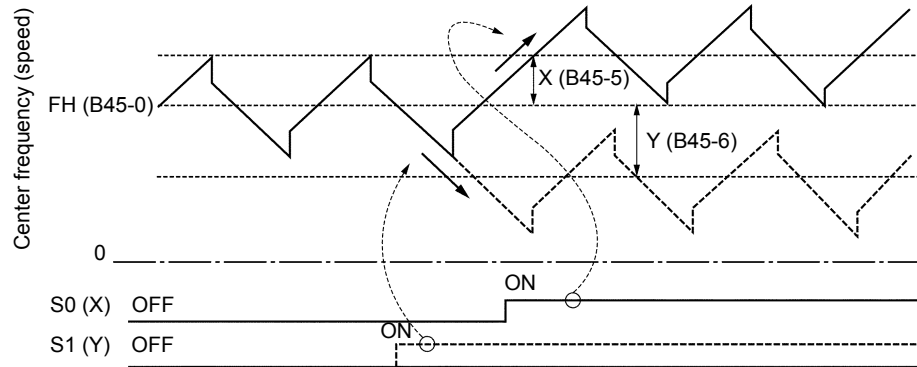 Center frequency (speed)
FH (B45-0)
X (B45-5)
Y (B45-6)
0
ON
S0 (X) OFF
ON
S1 (Y) OFF